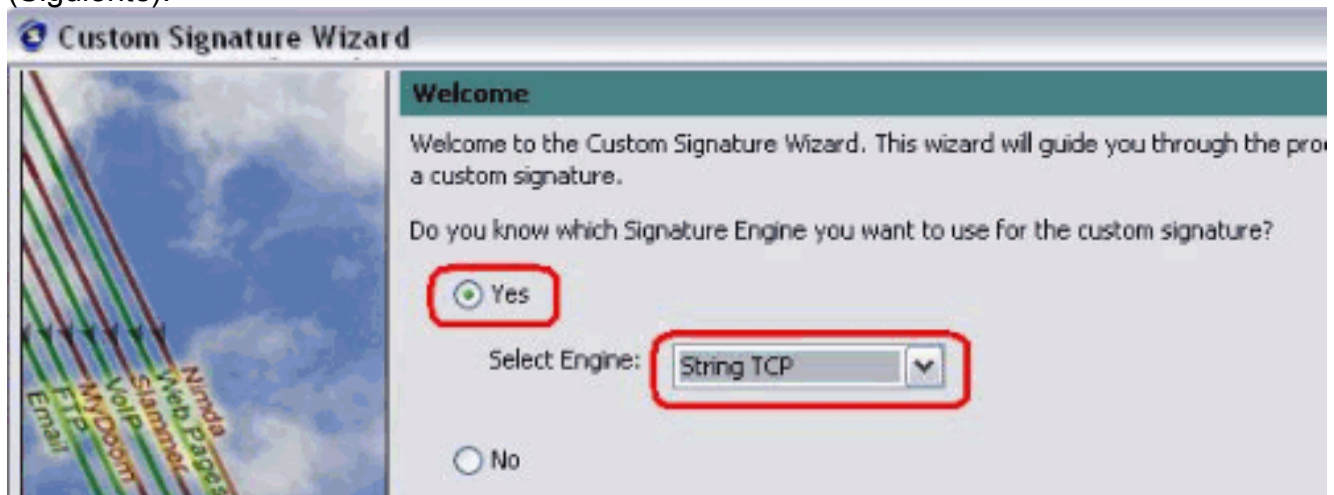 (Siguiente).
Custom Signature Wizard
Welcome
Welcome to the Custom Signature Wizard. This wizard will guide you through the pro
a custom signature.
Do you know which Signature Engine you want to use for the custom signature?
Yes
Select Engine: String TCP
No
Nimda
Web Pages
Slammer
VoIP
MyDoom
FTP
Email